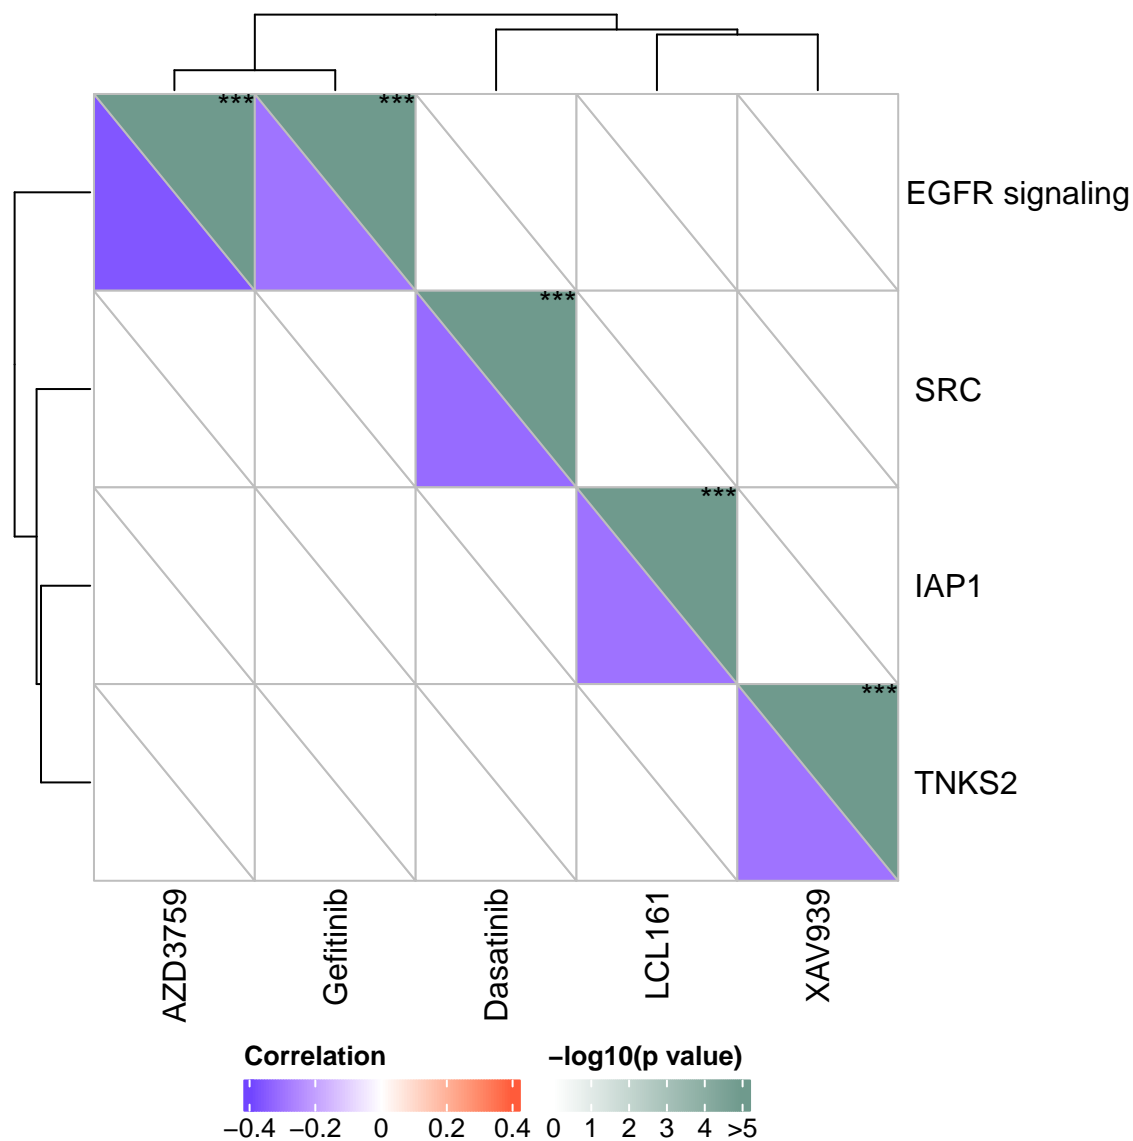 *** ***
EGFR signaling
***
SRC
***
IAP1
***
TNKS2
AZD3759
Gefitinib
Dasatinib
LCL161
XAV939
Correlation
−0.4 −0.2 0 0.2 0.4
−log10(p value)
0 1 2 3 4 >5